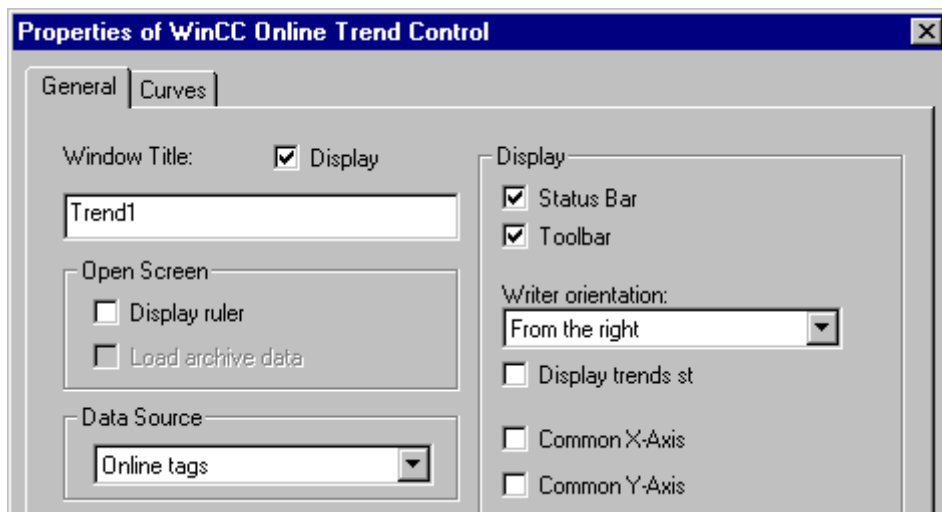 Properties of WinCC Online Trend Control
General
Curves
Window Title:
Display
Trend1
Open Screen
Display ruler
Load archive data
Data Source
Online tags
Display
Status Bar
Toolbar
Writer orientation:
From the right
Display trends st
Common X-Axis
Common Y-Axis